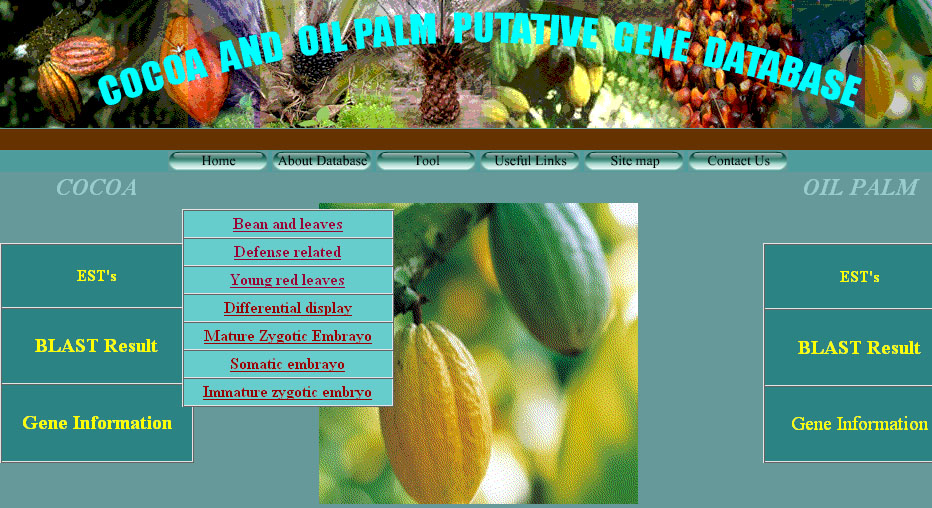 COCOA AND OIL PALM PUTATIVE GENE DATABASE
Home About Database Tool Useful Links Site map Contact Us
COCOA
OIL PALM
EST's
BLAST Result
Gene Information
Bean and leaves
Defense related
Young red leaves
Differential display
Mature Zygotic Embrayo
Somatic embrayo
Immature zygotic embryo
EST's
BLAST Result
Gene Information